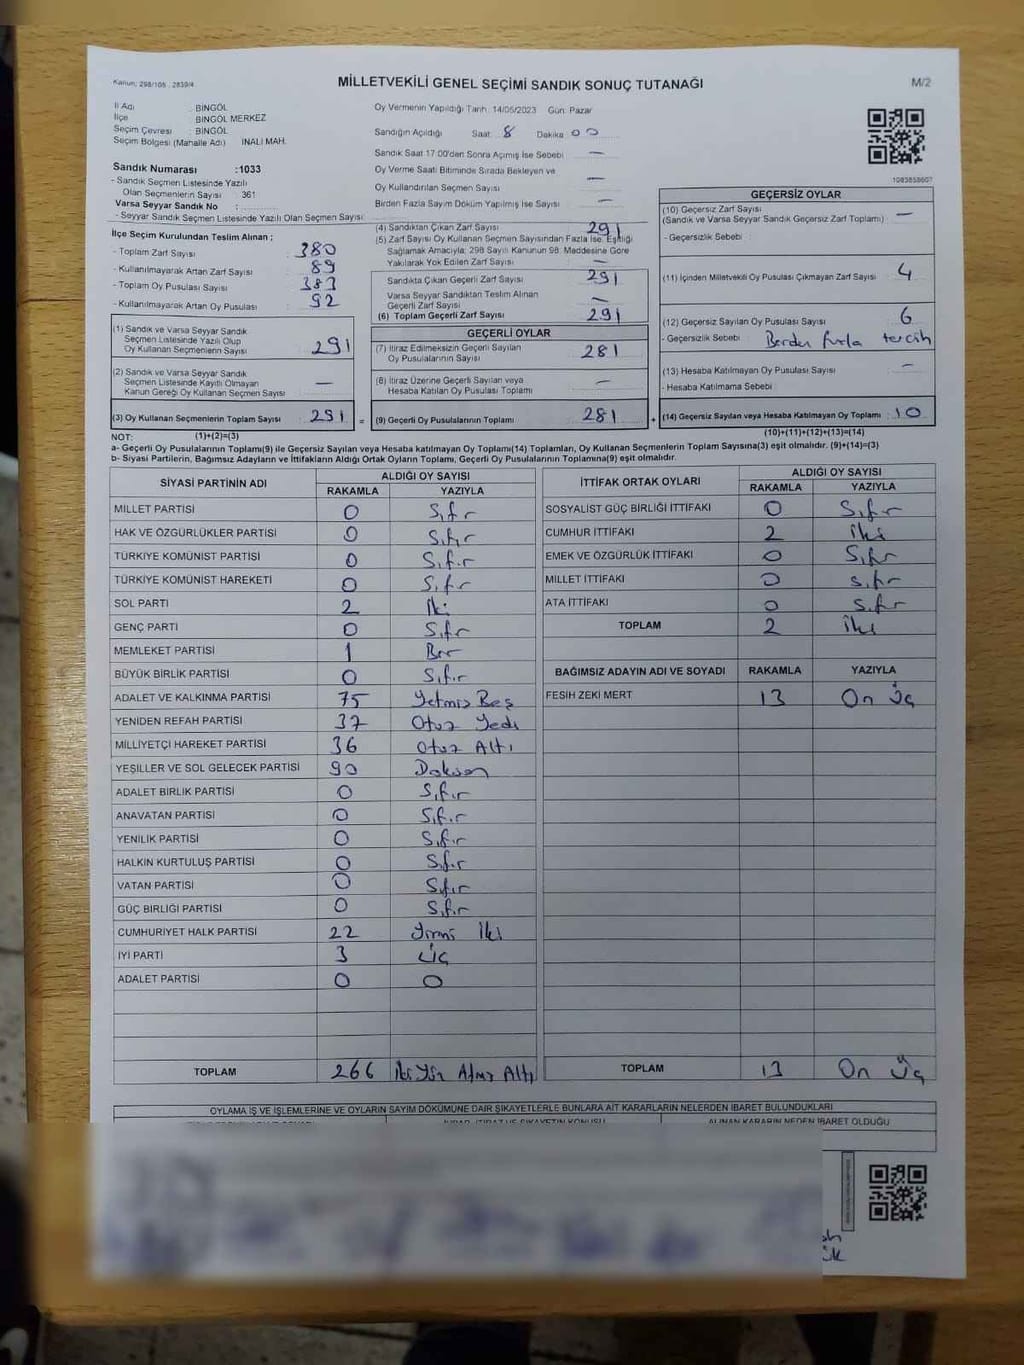 Kanun: 298/105 , 2839/4
MİLLETVEKİLİ GENEL SEÇİMİ SANDIK SONUÇ TUTANAĞI
M/2
İl Adı : BİNGÖL
İlçe : BİNGÖL MERKEZ
Seçim Çevresi : BİNGÖL
Seçim Bölgesi (Mahalle Adı) İNALİ MAH.
Sandık Numarası :1033
- Sandık Seçmen Listesinde Yazılı
Olan Seçmenlerin Sayısı : 361
Varsa Seyyar Sandık No :
- Seyyar Sandık Seçmen Listesinde Yazılı Olan Seçmen Sayısı:
Oy Vermenin Yapıldığı Tarih: 14/05/2023 Gün: Pazar
Sandığın Açıldığı Saat: 8 Dakika 00
Sandık Saat 17.00'den Sonra Açılmış İse Sebebi —
Oy Verme Saati Bitiminde Sırada Bekleyen ve
Oy Kullandırılan Seçmen Sayısı —
Birden Fazla Sayım Döküm Yapılmış İse Sayısı —
İlçe Seçim Kurulundan Teslim Alınan ;
- Toplam Zarf Sayısı : 380
- Kullanılmayarak Artan Zarf Sayısı : 89
- Toplam Oy Pusulası Sayısı : 383
- Kullanılmayarak Artan Oy Pusulası : 92
(1) Sandık ve Varsa Seyyar Sandık
Seçmen Listesinde Yazılı Olup
Oy Kullanan Seçmenlerin Sayısı : 291
(2) Sandık ve Varsa Seyyar Sandık
Seçmen Listesinde Kayıtlı Olmayan
Kanun Gereği Oy Kullanan Seçmen Sayısı : —
(3) Oy Kullanan Seçmenlerin Toplam Sayısı : 291
(1)+(2)=(3)
(4) Sandıktan Çıkan Zarf Sayısı : 291
(5) Zarf Sayısı Oy Kullanan Seçmen Sayısından Fazla İse, Eşitliği
Sağlamak Amacıyla; 298 Sayılı Kanunun 98. Maddesine Göre
Yakılarak Yok Edilen Zarf Sayısı : —
Sandıkta Çıkan Geçerli Zarf Sayısı : 291
Varsa Seyyar Sandıktan Teslim Alınan
Geçerli Zarf Sayısı : —
(6) Toplam Geçerli Zarf Sayısı : 291
GEÇERLİ OYLAR
(7) İtiraz Edilmeksizin Geçerli Sayılan
Oy Pusulalarının Sayısı : 281
(8) İtiraz Üzerine Geçerli Sayılan veya
Hesaba Katılan Oy Pusulası Toplamı : —
= (9) Geçerli Oy Pusulalarının Toplamı : 281
1083858607
GEÇERSİZ OYLAR
(10) Geçersiz Zarf Sayısı
(Sandık ve Varsa Seyyar Sandık Geçersiz Zarf Toplamı) : —
- Geçersizlik Sebebi :
(11) İçinden Milletvekili Oy Pusulası Çıkmayan Zarf Sayısı : 4
(12) Geçersiz Sayılan Oy Pusulası Sayısı : 6
- Geçersizlik Sebebi : Berden fazla tercih
(13) Hesaba Katılmayan Oy Pusulası Sayısı : —
- Hesaba Katılmama Sebebi :
+ (14) Geçersiz Sayılan veya Hesaba Katılmayan Oy Toplamı : 10
(10)+(11)+(12)+(13)=(14)
NOT:
a- Geçerli Oy Pusulalarının Toplamı(9) ile Geçersiz Sayılan veya Hesaba katılmayan Oy Toplamı(14) Toplamları, Oy Kullanan Seçmenlerin Toplam Sayısına(3) eşit olmalıdır. (9)+(14)=(3)
b- Siyasi Partilerin, Bağımsız Adayların ve İttifakların Aldığı Ortak Oyların Toplamı, Geçerli Oy Pusulalarının Toplamına(9) eşit olmalıdır.
SİYASİ PARTİNİN ADI ALDIĞI OY SAYISI
RAKAMLA YAZIYLA
MİLLET PARTİSİ 0 Sıfır
HAK VE ÖZGÜRLÜKLER PARTİSİ 0 Sıfır
TÜRKİYE KOMÜNİST PARTİSİ 0 Sıfır
TÜRKİYE KOMÜNİST HAREKETİ 0 Sıfır
SOL PARTİ 2 İki
GENÇ PARTİ 0 Sıfır
MEMLEKET PARTİSİ 1 Bir
BÜYÜK BİRLİK PARTİSİ 0 Sıfır
ADALET VE KALKINMA PARTİSİ 75 Yetmiş Beş
YENİDEN REFAH PARTİSİ 37 Otuz Yedi
MİLLİYETÇİ HAREKET PARTİSİ 36 Otuz Altı
YEŞİLLER VE SOL GELECEK PARTİSİ 90 Doksan
ADALET BİRLİK PARTİSİ 0 Sıfır
ANAVATAN PARTİSİ 0 Sıfır
YENİLİK PARTİSİ 0 Sıfır
HALKIN KURTULUŞ PARTİSİ 0 Sıfır
VATAN PARTİSİ 0 Sıfır
GÜÇ BİRLİĞİ PARTİSİ 0 Sıfır
CUMHURİYET HALK PARTİSİ 22 Yirmi İki
İYİ PARTİ 3 Üç
ADALET PARTİSİ 0 0
TOPLAM 266 İki Yüz Atmış Altı
İTTİFAK ORTAK OYLARI ALDIĞI OY SAYISI
RAKAMLA YAZIYLA
SOSYALİST GÜÇ BİRLİĞİ İTTİFAKI 0 Sıfır
CUMHUR İTTİFAKI 2 İki
EMEK VE ÖZGÜRLÜK İTTİFAKI 0 Sıfır
MİLLET İTTİFAKI 0 Sıfır
ATA İTTİFAKI 0 Sıfır
TOPLAM 2 İki
BAĞIMSIZ ADAYIN ADI VE SOYADI RAKAMLA YAZIYLA
FESİH ZEKİ MERT 13 On Üç
TOPLAM 13 On Üç
OYLAMA İŞ VE İŞLEMLERİNE VE OYLARIN SAYIM DÖKÜMÜNE DAİR ŞİKAYETLERLE BUNLARA AİT KARARLARIN NELERDEN İBARET BULUNDUKLARI
ALINAN KARARIN NEDEN İBARET OLDUĞU